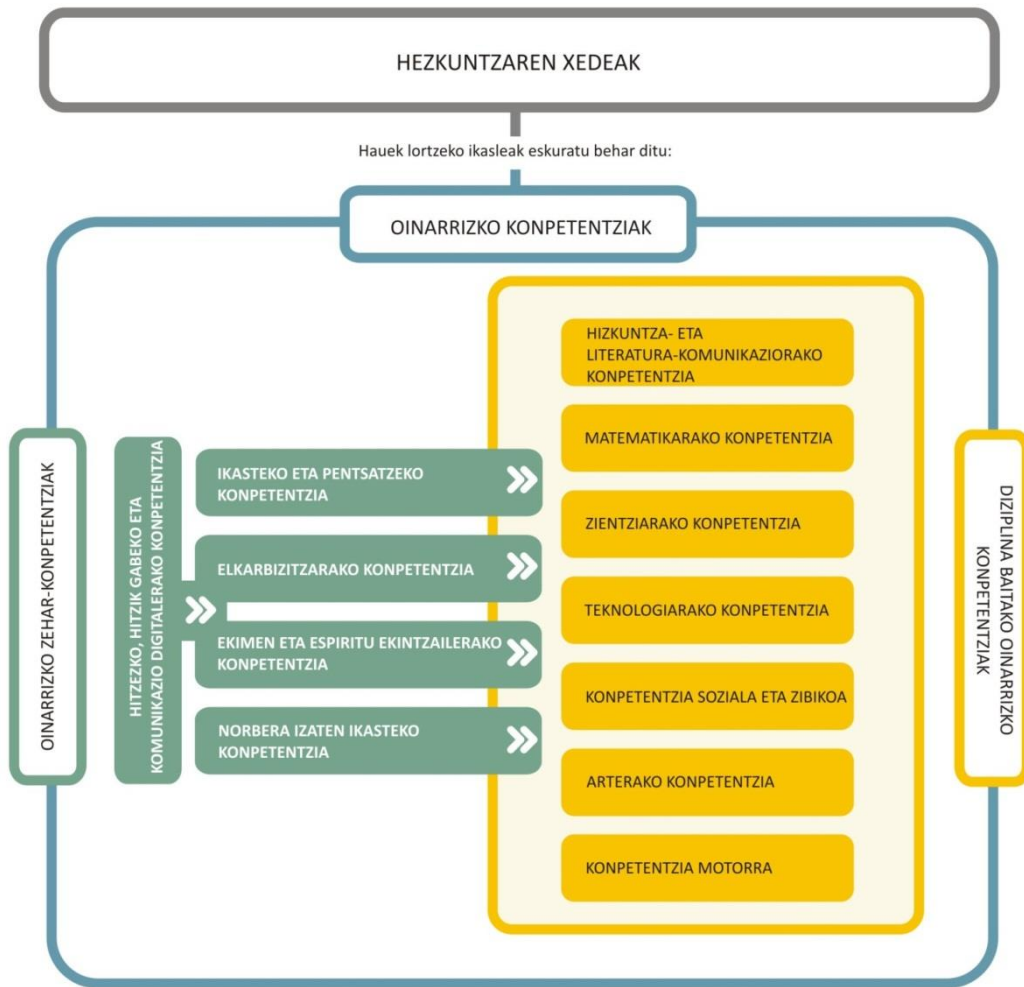 HEZKUNTZAREN XEDEAK
Hauek lortzeko ikasleak eskuratu behar ditu:
OINARRIZKO KONPETENTZIAK
OINARRIZKO ZEHAR-KONPETENTZIAK
HITZEZKO, HITZIK GABEKO ETA
KOMUNIKAZIO DIGITALERAKO KONPETENTZIA
IKASTEKO ETA PENTSATZEKO
KONPETENTZIA
ELKARBIZITZARAKO KONPETENTZIA
EKIMEN ETA ESPIRITU EKINTZAILERAKO
KONPETENTZIA
NORBERA IZATEN IKASTEKO
KONPETENTZIA
HIZKUNTZA- ETA
LITERATURA-KOMUNIKAZIORAKO
KONPETENTZIA
MATEMATIKARAKO KONPETENTZIA
ZIENTZIARAKO KONPETENTZIA
TEKNOLOGIARAKO KONPETENTZIA
KONPETENTZIA SOZIALA ETA ZIBIKOA
ARTERAKO KONPETENTZIA
KONPETENTZIA MOTORRA
DIZIPLINA BAITAKO OINARRIZKO
KONPETENTZIAK